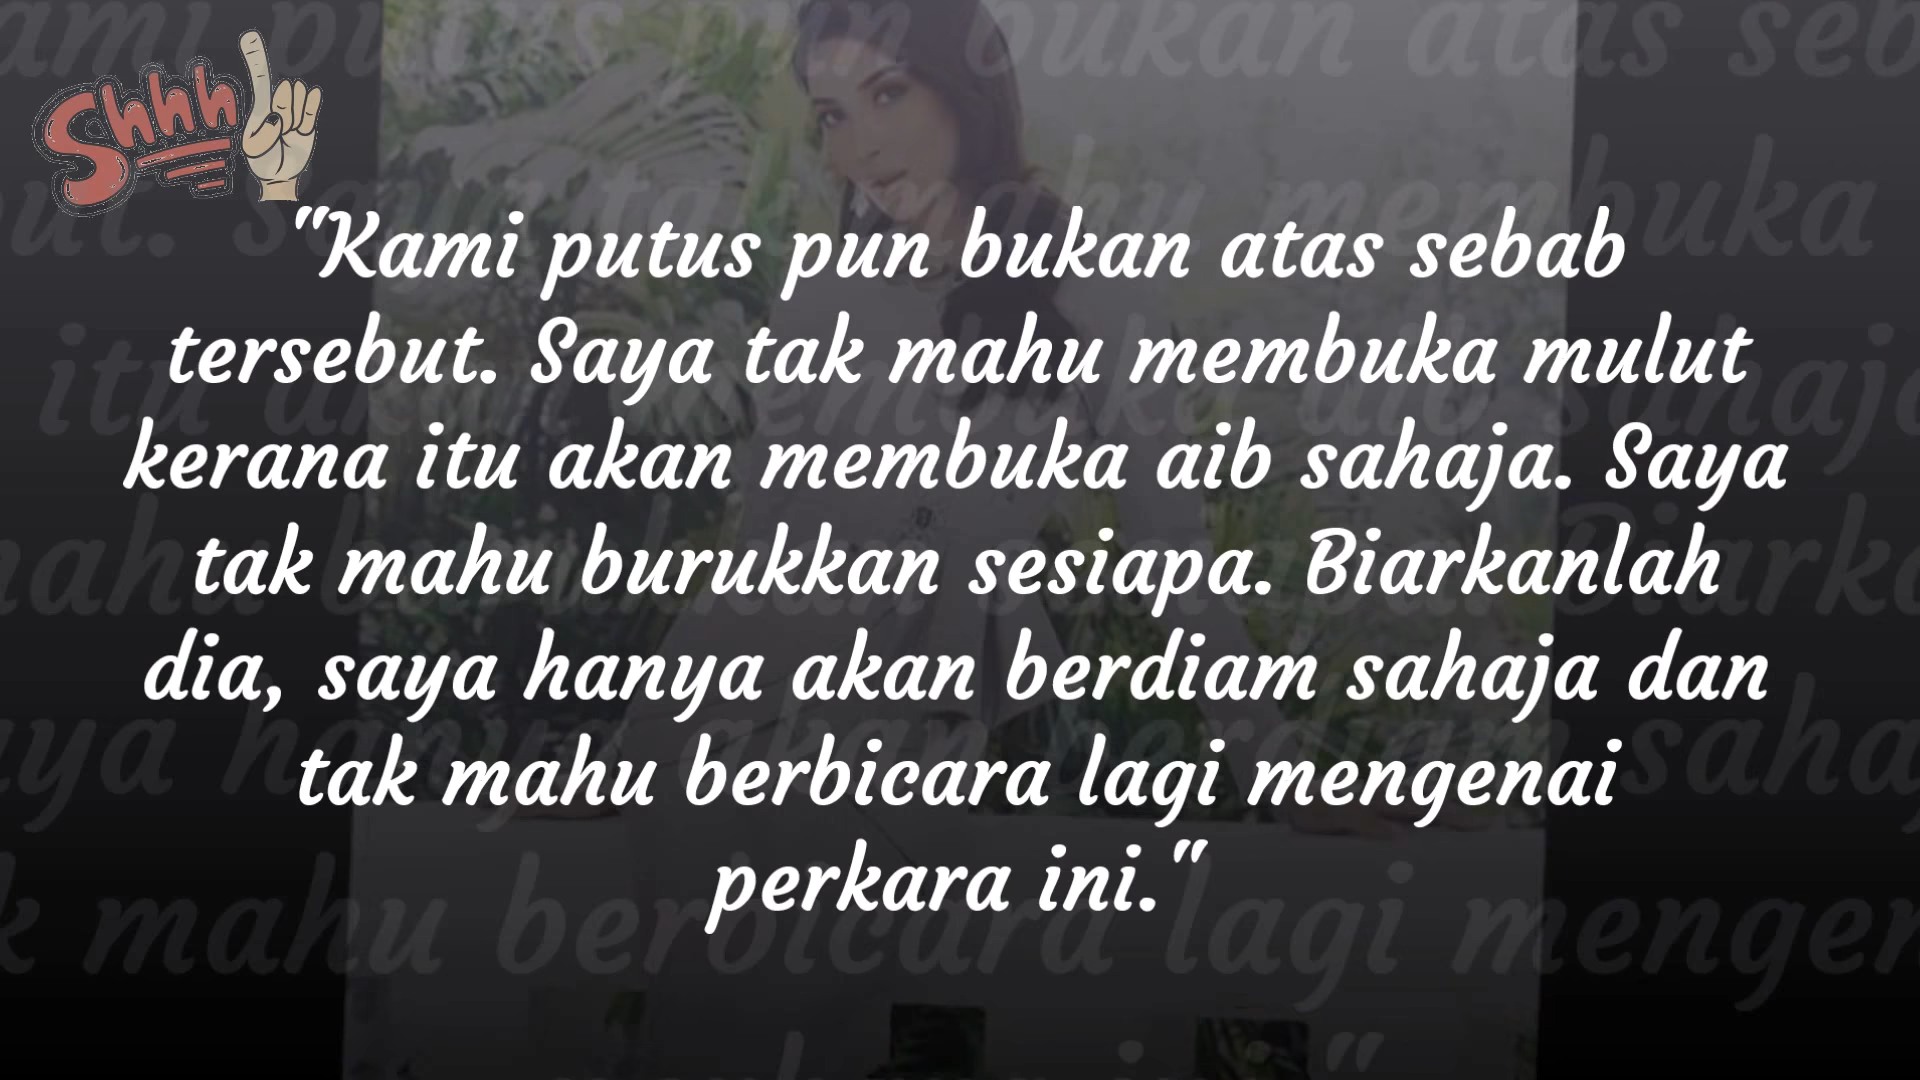 Shhh
"Kami putus pun bukan atas sebab
tersebut. Saya tak mahu membuka mulut
kerana itu akan membuka aib sahaja. Saya
tak mahu burukkan sesiapa. Biarkanlah
dia, saya hanya akan berdiam sahaja dan
tak mahu berbicara lagi mengenai
perkara ini."